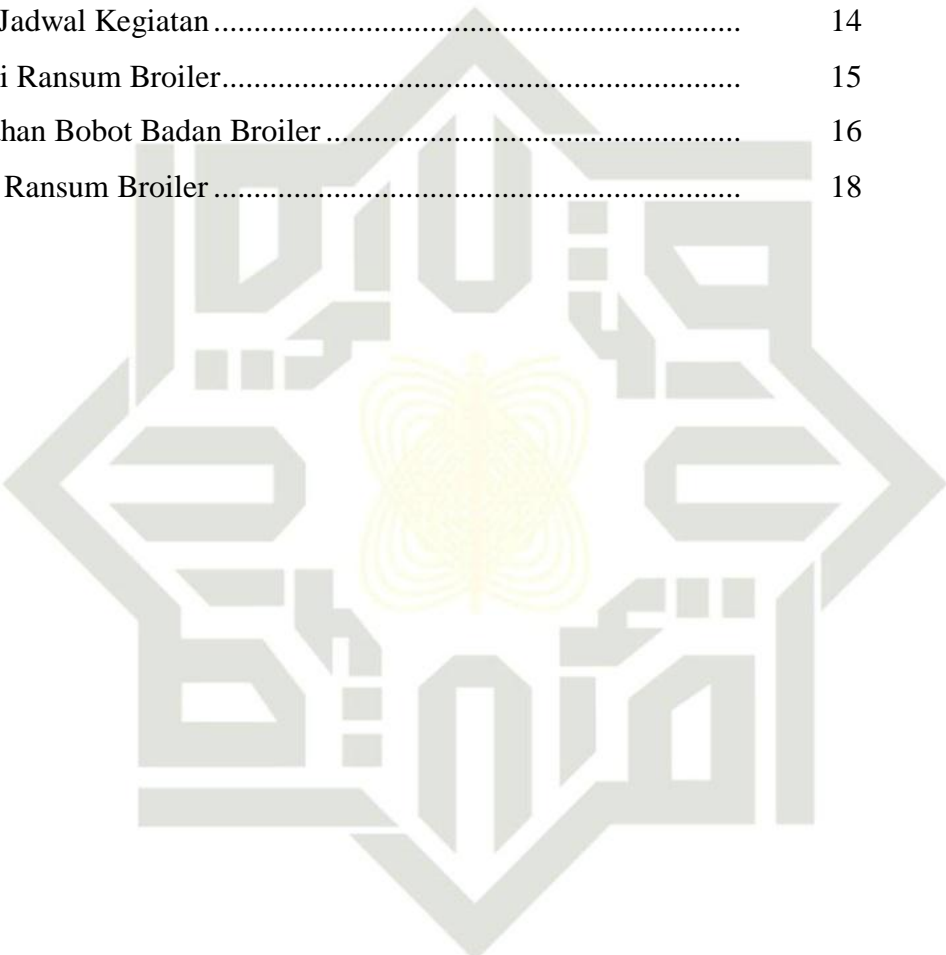 Jadwal Kegiatan................................................................. 14
i Ransum Broiler................................................................ 15
han Bobot Badan Broiler................................................... 16
Ransum Broiler................................................................. 18